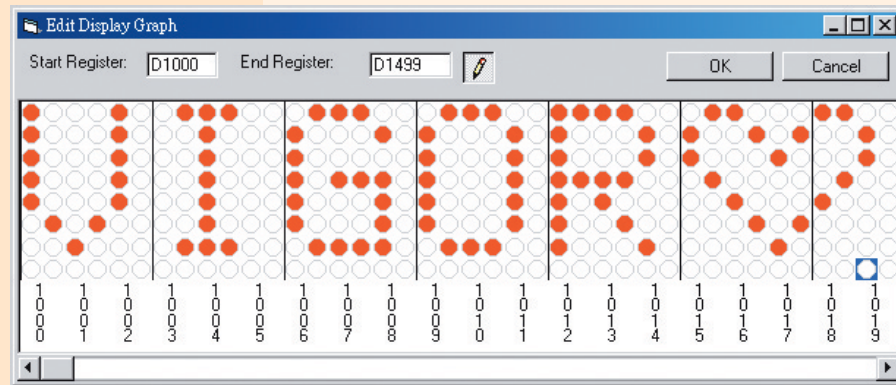 Edit Display Graph
Start Register: D1000 End Register: D1499 OK Cancel
VIGOR
1000 1001 1002 1003 1004 1005 1006 1007 1008 1009 1010 1011 1012 1013 1014 1015 1016 1017 1018 1019